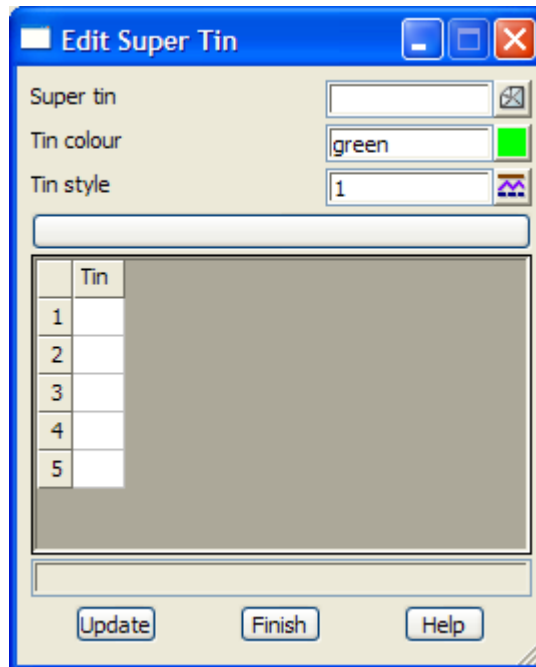 Edit Super Tin
Super tin
Tin colour green
Tin style 1
Tin
1
2
3
4
5
Update Finish Help